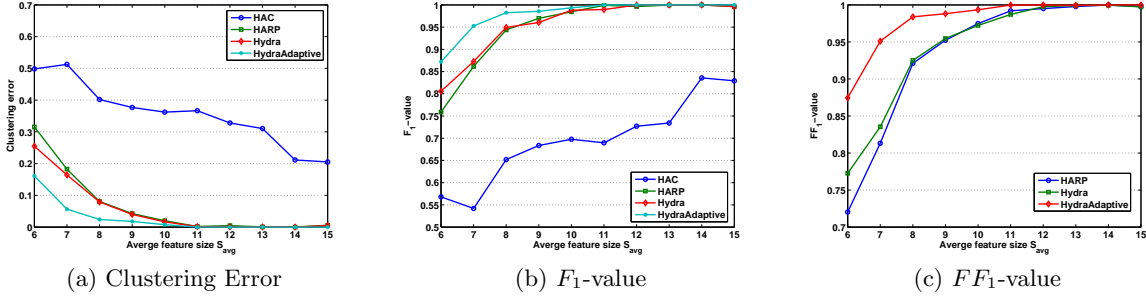 0.7
0.6
0.5
0.4
0.3
0.2
0.1
0
Clustering error
HAC
HARP
Hydra
HydraAdaptive
6 7 8 9 10 11 12 13 14 15
Averge feature size S_avg
(a) Clustering Error
1
0.95
0.9
0.85
0.8
0.75
0.7
0.65
0.6
0.55
0.5
F₁−value
HAC
HARP
Hydra
HydraAdaptive
6 7 8 9 10 11 12 13 14 15
Averge feature size S_avg
(b) F₁-value
1
0.95
0.9
0.85
0.8
0.75
0.7
FF₁−value
HARP
Hydra
HydraAdaptive
6 7 8 9 10 11 12 13 14 15
Averge feature size S_avg
(c) FF₁-value